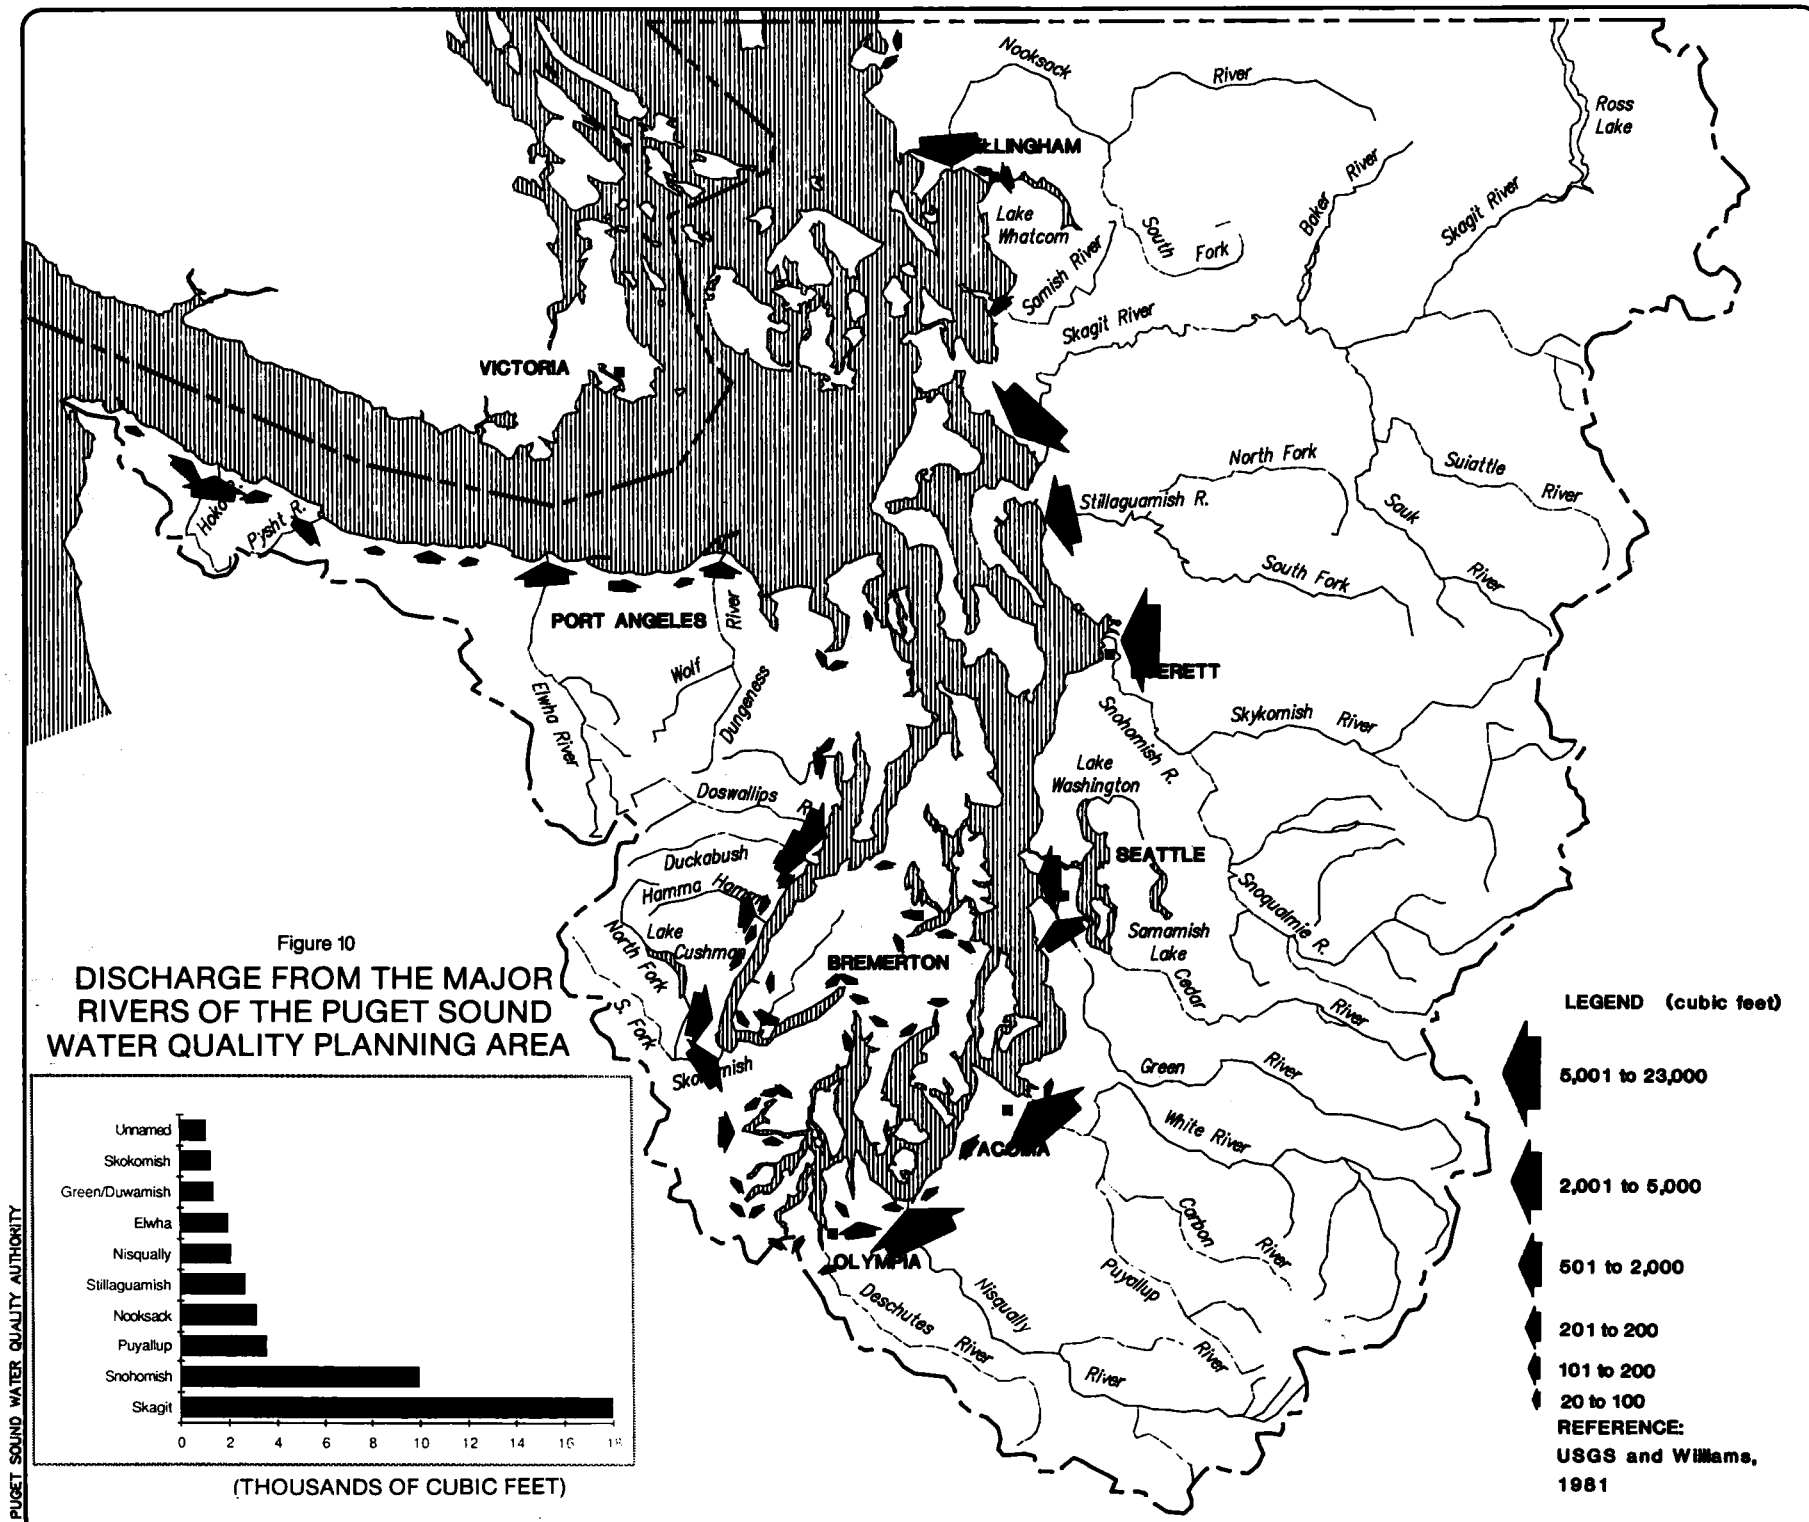 Nooksack
River
Ross
Lake
ELLINGHAM
Lake
Whatcom
Samish River
South
Fork
Baker
River
Skagit River
Skagit River
VICTORIA
North Fork
Suiattle
River
Stillaguamish R.
Sauk
River
South Fork
Pysht R.
PORT ANGELES
River
Wolf
Dungeness
Elwha River
EVERETT
Snohomish R.
Skykomish River
Lake
Washington
SEATTLE
Doswallips R.
Duckabush
Hamma Hamma
Lake
Cushman
North Fork
S. Fork
Skokomish
Samamish
Lake
Cedar
River
Snoqualmie R.
BREMERTON
Green River
White River
TACOMA
Carbon
River
Puyallup
River
OLYMPIA
Nisqually
River
Deschutes
River
Figure 10
DISCHARGE FROM THE MAJOR
RIVERS OF THE PUGET SOUND
WATER QUALITY PLANNING AREA
Unnamed
Skokomish
Green/Duwamish
Elwha
Nisqually
Stillaguamish
Nooksack
Puyallup
Snohomish
Skagit
0 2 4 6 8 10 12 14 16 18
(THOUSANDS OF CUBIC FEET)
PUGET SOUND WATER QUALITY AUTHORITY
LEGEND (cubic feet)
5,001 to 23,000
2,001 to 5,000
501 to 2,000
201 to 200
101 to 200
20 to 100
REFERENCE:
USGS and Williams,
1981